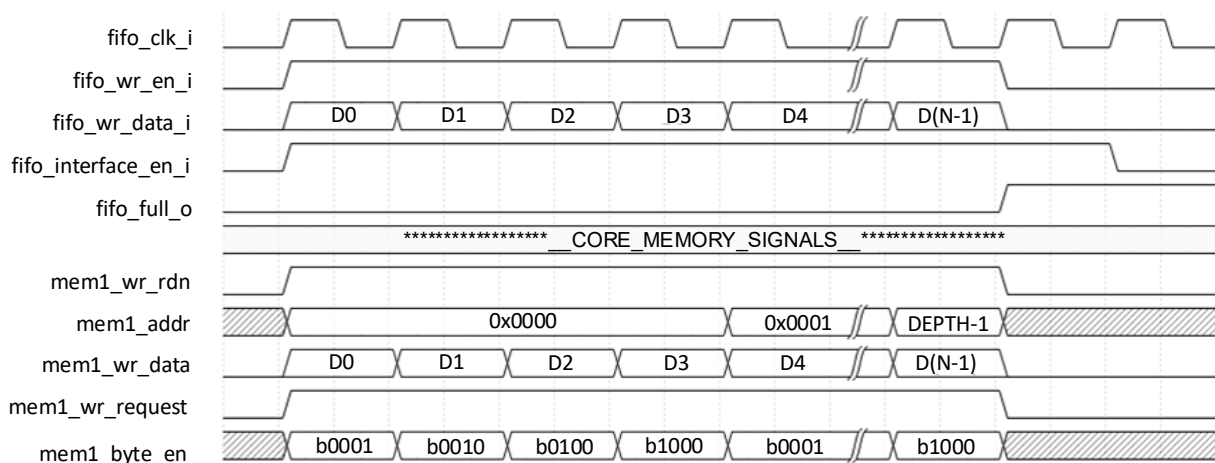 fifo_clk_i
fifo_wr_en_i
fifo_wr_data_i D0 D1 D2 D3 D4 D(N-1)
fifo_interface_en_i
fifo_full_o
******************__CORE_MEMORY_SIGNALS__******************
mem1_wr_rdn
mem1_addr 0x0000 0x0001 DEPTH-1
mem1_wr_data D0 D1 D2 D3 D4 D(N-1)
mem1_wr_request
mem1_byte_en b0001 b0010 b0100 b1000 b0001 b1000